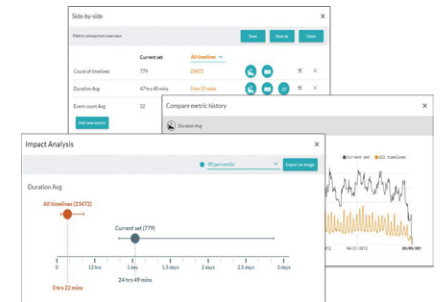 Side-by-side ×
Metric comparison overview Save Save as Open
Current set All timelines
Count of timelines 779 23472
Duration Avg 47 hrs 48 mins 5 hrs 22 mins
Event count Avg 32
Add new metric
Compare metric history ×
Duration Avg
Current set All timelines
Impact Analysis ×
percentile Export as image
Duration Avg
All timelines (23472)
Current set (779)
0 12 hrs 1 day 1.5 days 2 days 2.5 days 3 days
24 hrs 49 mins
3 hrs 22 mins